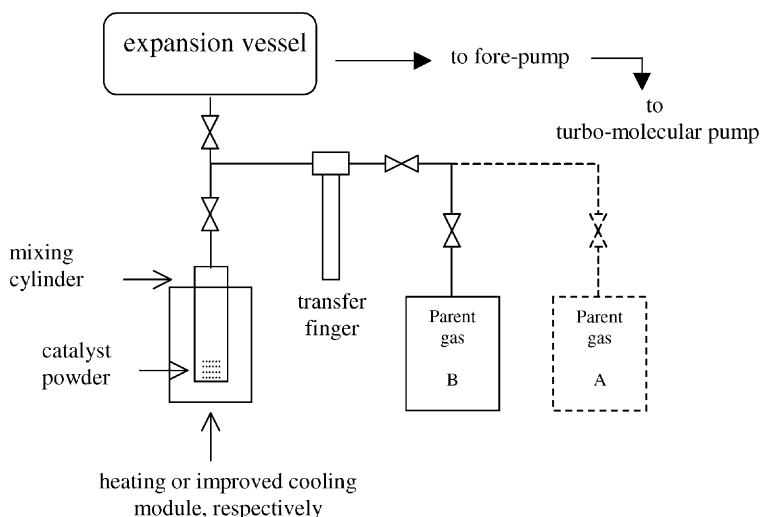 expansion vessel
to fore-pump
to
turbo-molecular pump
mixing
cylinder
transfer
finger
Parent
gas
B
Parent
gas
A
catalyst
powder
heating or improved cooling
module, respectively